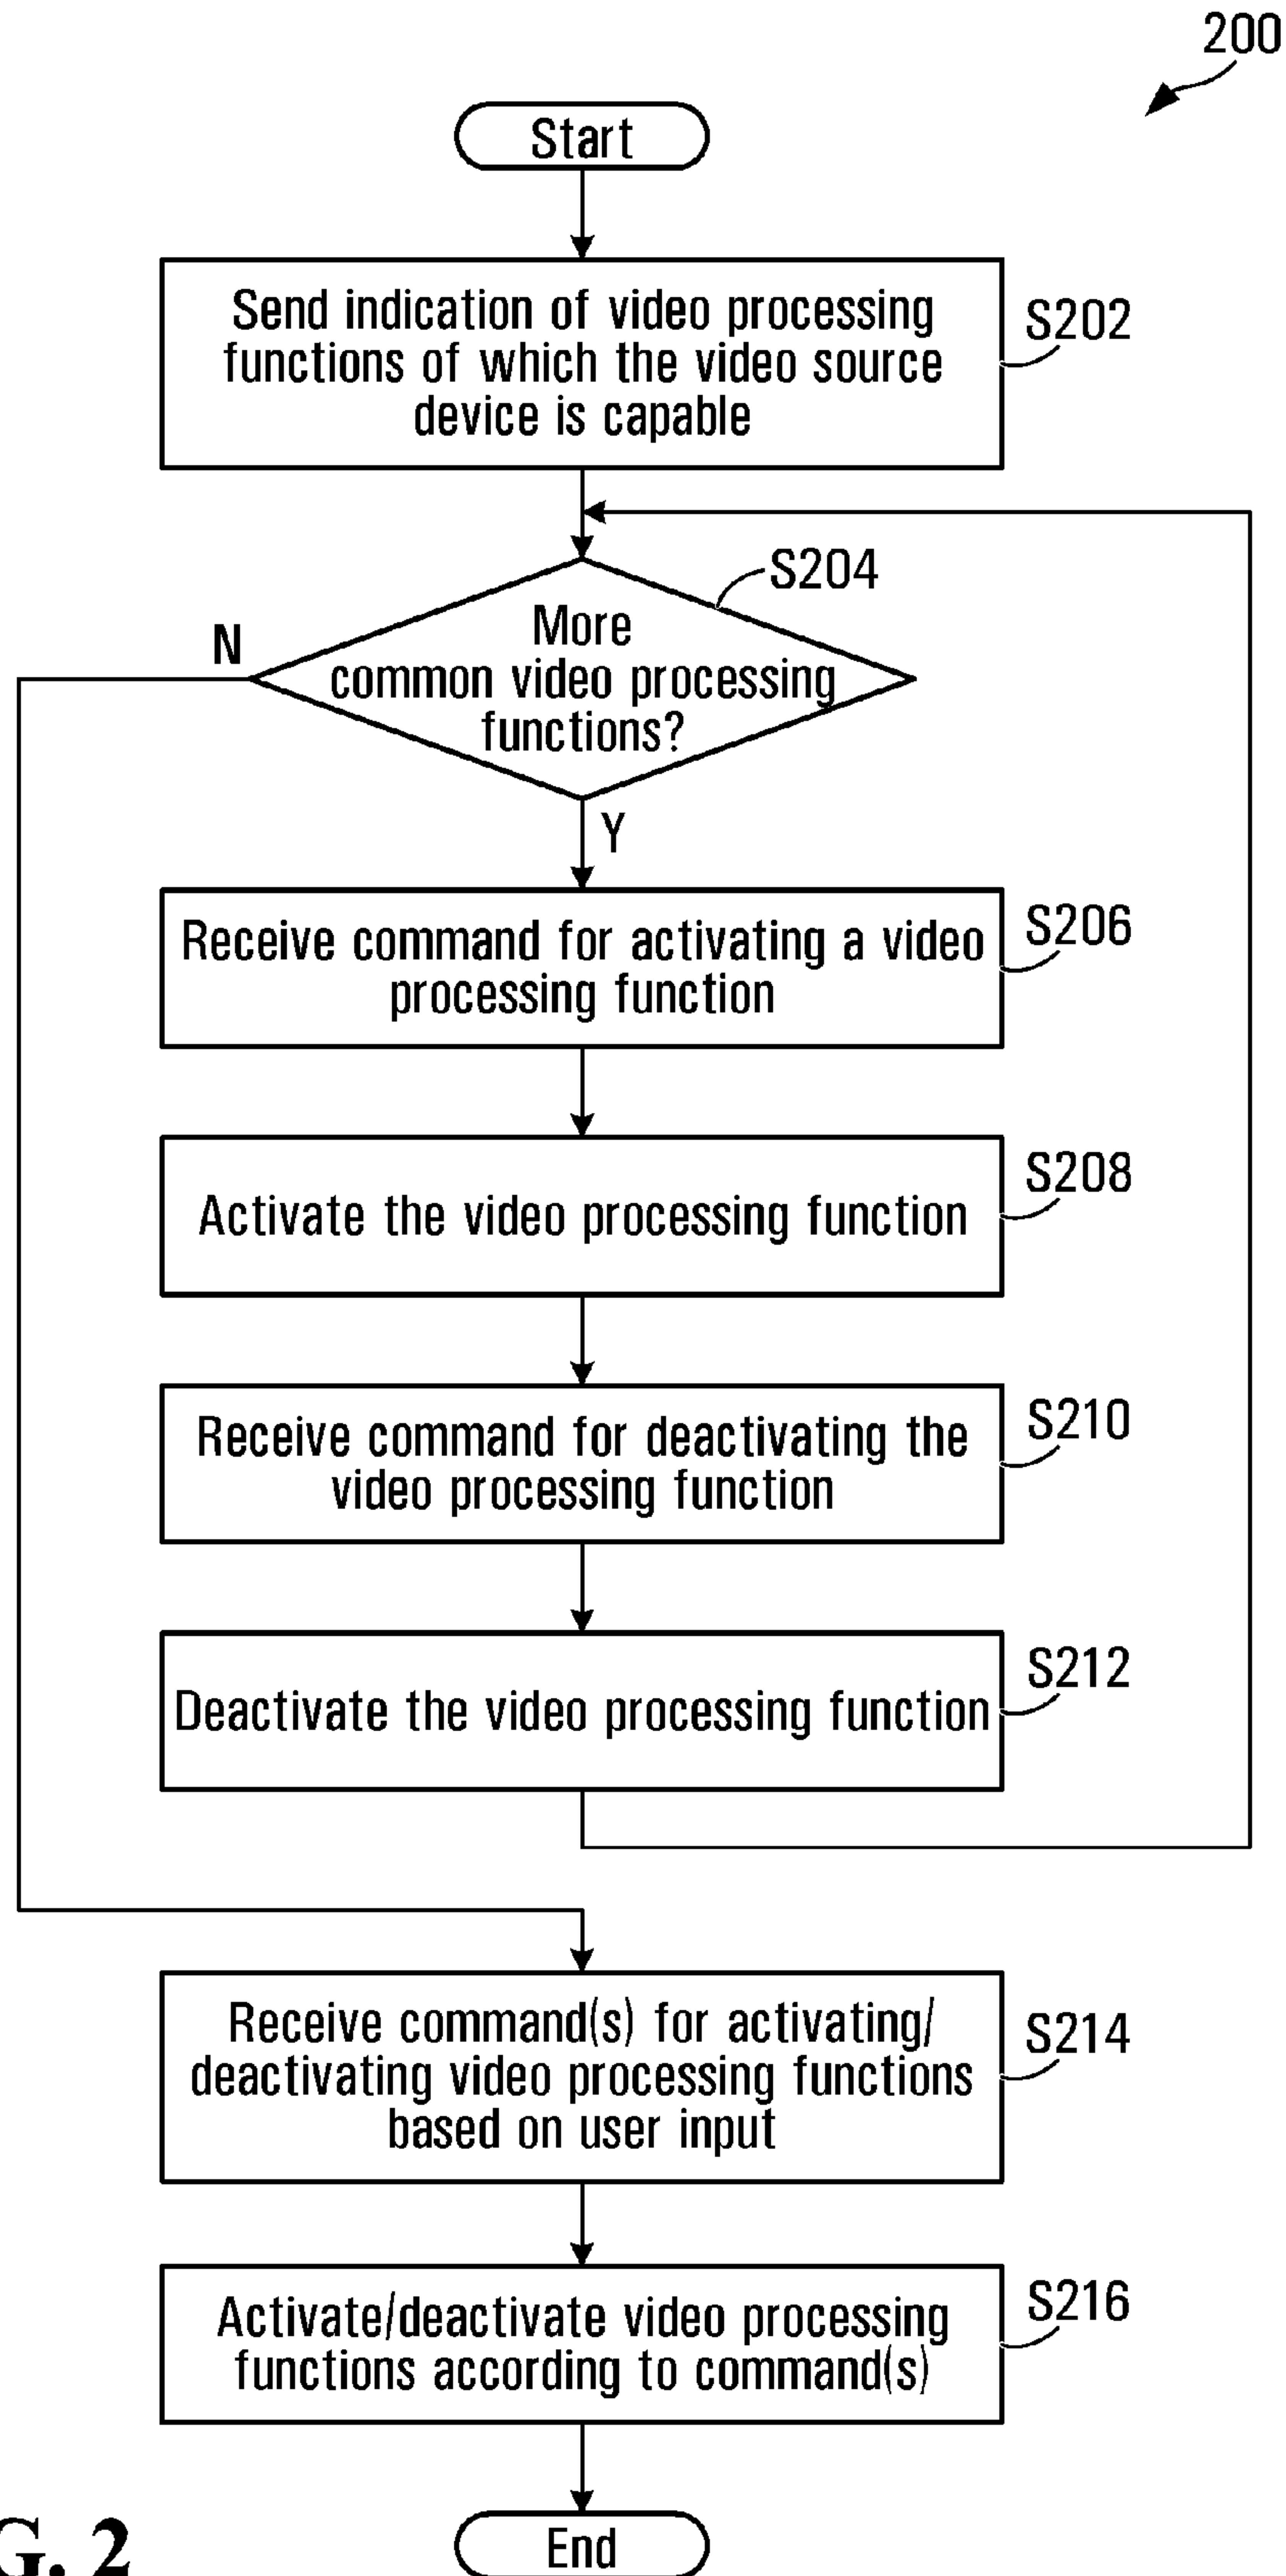 200
Start
Send indication of video processing
functions of which the video source
device is capable
S202
S204
More
common video processing
functions?
N
Y
Receive command for activating a video
processing function
S206
Activate the video processing function
S208
Receive command for deactivating the
video processing function
S210
Deactivate the video processing function
S212
Receive command(s) for activating/
deactivating video processing functions
based on user input
S214
Activate/deactivate video processing
functions according to command(s)
S216
End
G. 2